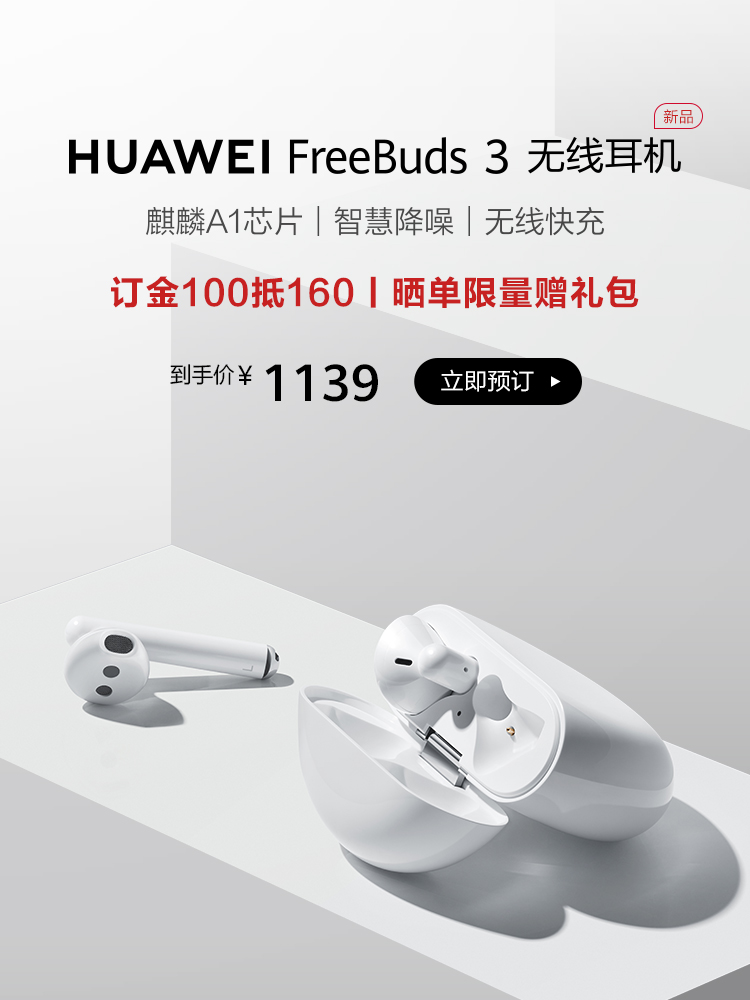 新品
HUAWEI FreeBuds 3 无线耳机
麒麟A1芯片｜智慧降噪｜无线快充
订金100抵160丨晒单限量赠礼包
到手价¥ 1139 立即预订
L